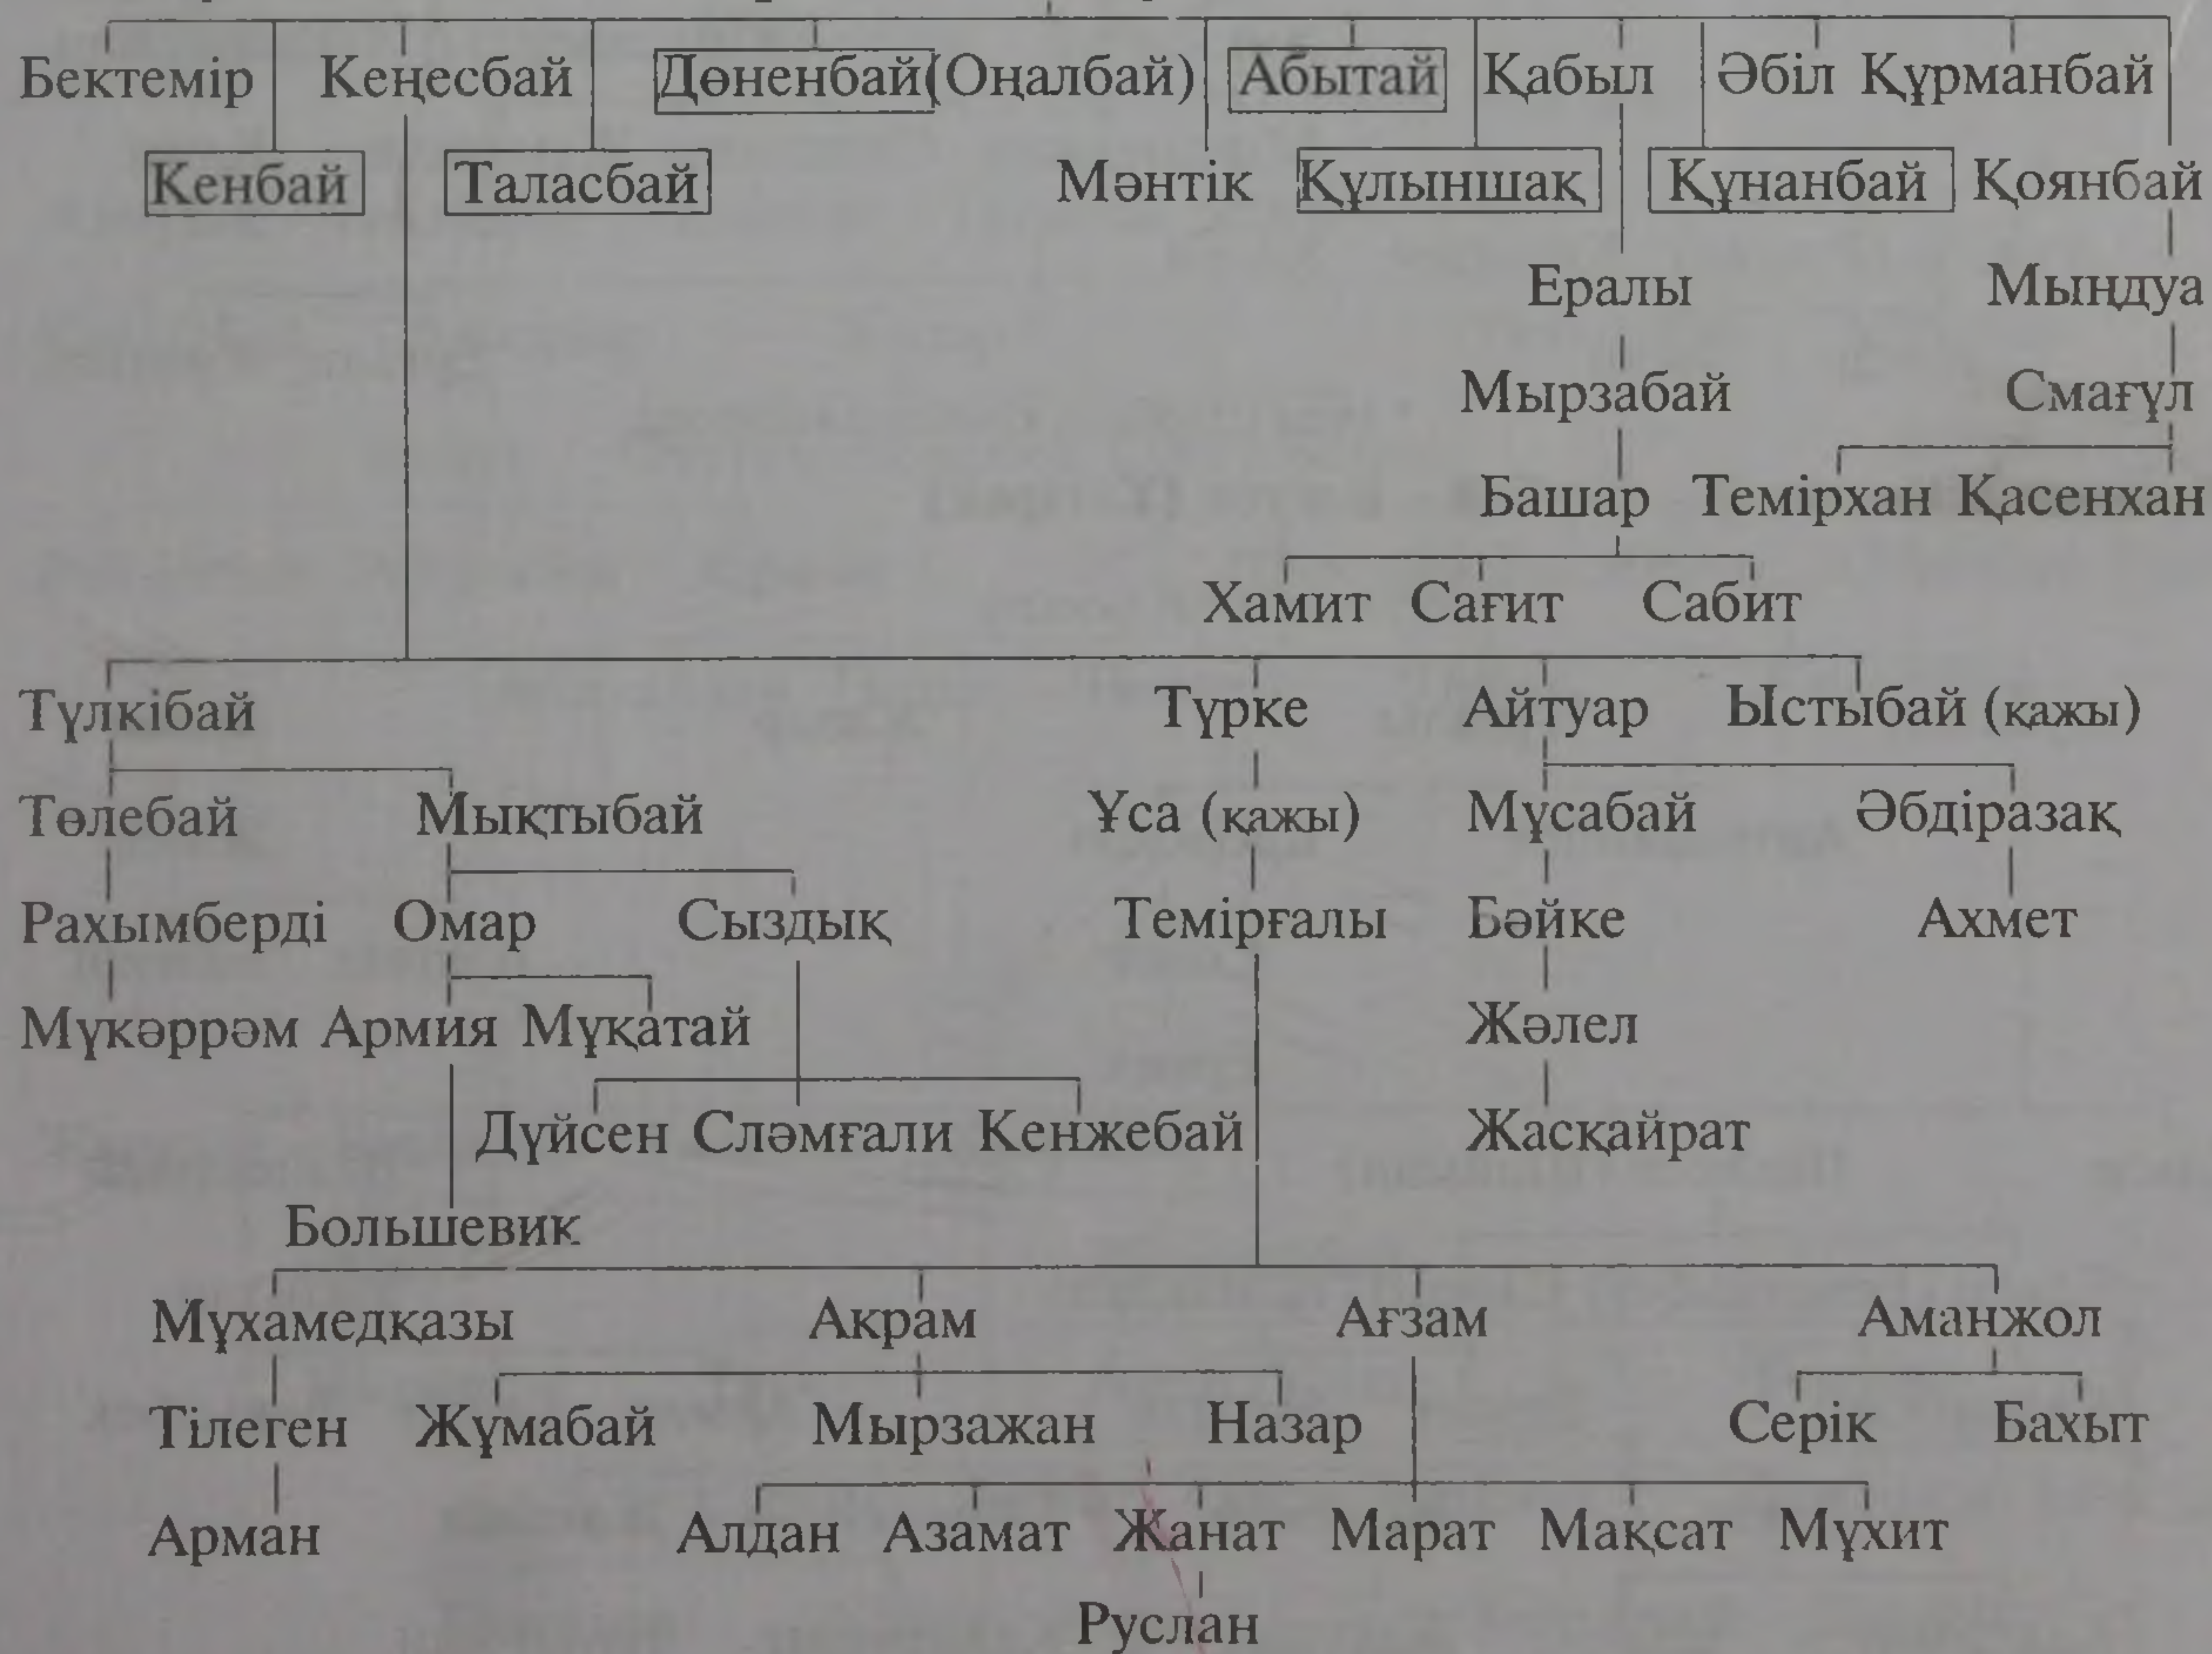 Бектемір Кеңесбай Дөненбай(Оңалбай) Абытай Қабыл Әбіл Құрманбай
Кенбай Таласбай Мәнтік Құлыншақ Құнанбай Қоянбай
Ералы Мыңдуа
Мырзабай Смағұл
Башар Темірхан Қасенхан
Хамит Сағит Сабит
Түлкібай Түрке Айтуар Ыстыбай (қажы)
Төлебай Мықтыбай Ұса (қажы) Мұсабай Әбдіразақ
Рахымберді Омар Сыздық Темірғалы Бәйке Ахмет
Мүкәррәм Армия Мұқатай Жәлел
Дүйсен Сләмғали Кенжебай Жасқайрат
Большевик
Мұхамедқазы Акрам Ағзам Аманжол
Тілеген Жұмабай Мырзажан Назар Серік Бахыт
Арман Алдан Азамат Жанат Марат Мақсат Мұхит
Руслан